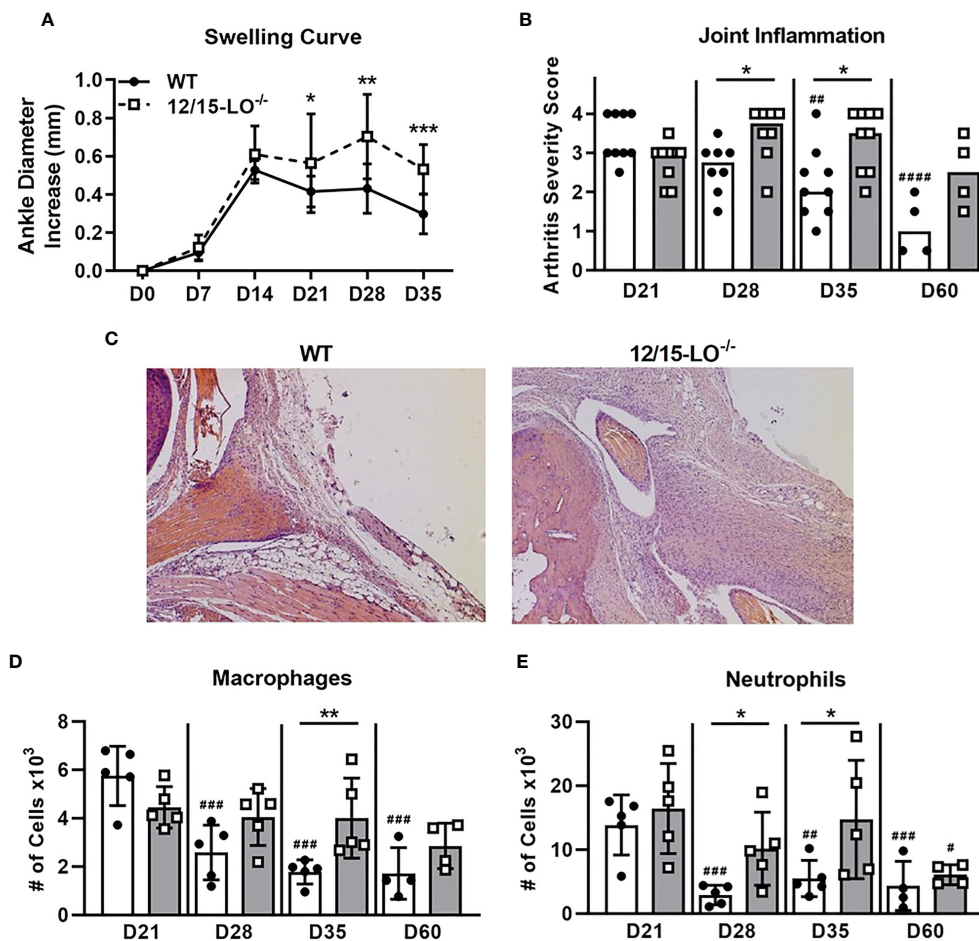 A
Swelling Curve
Ankle Diameter
Increase (mm)
1.0
0.8
0.6
0.4
0.2
0.0
WT
12/15-LO-/-
*
**
***
D0 D7 D14 D21 D28 D35
B
Joint Inflammation
Arthritis Severity Score
4
3
2
1
0
*
*
##
####
D21 D28 D35 D60
C
WT
12/15-LO-/-
D
Macrophages
# of Cells x10³
8
6
4
2
0
**
###
###
###
D21 D28 D35 D60
E
Neutrophils
# of Cells x10³
30
20
10
0
*
*
###
##
###
#
D21 D28 D35 D60